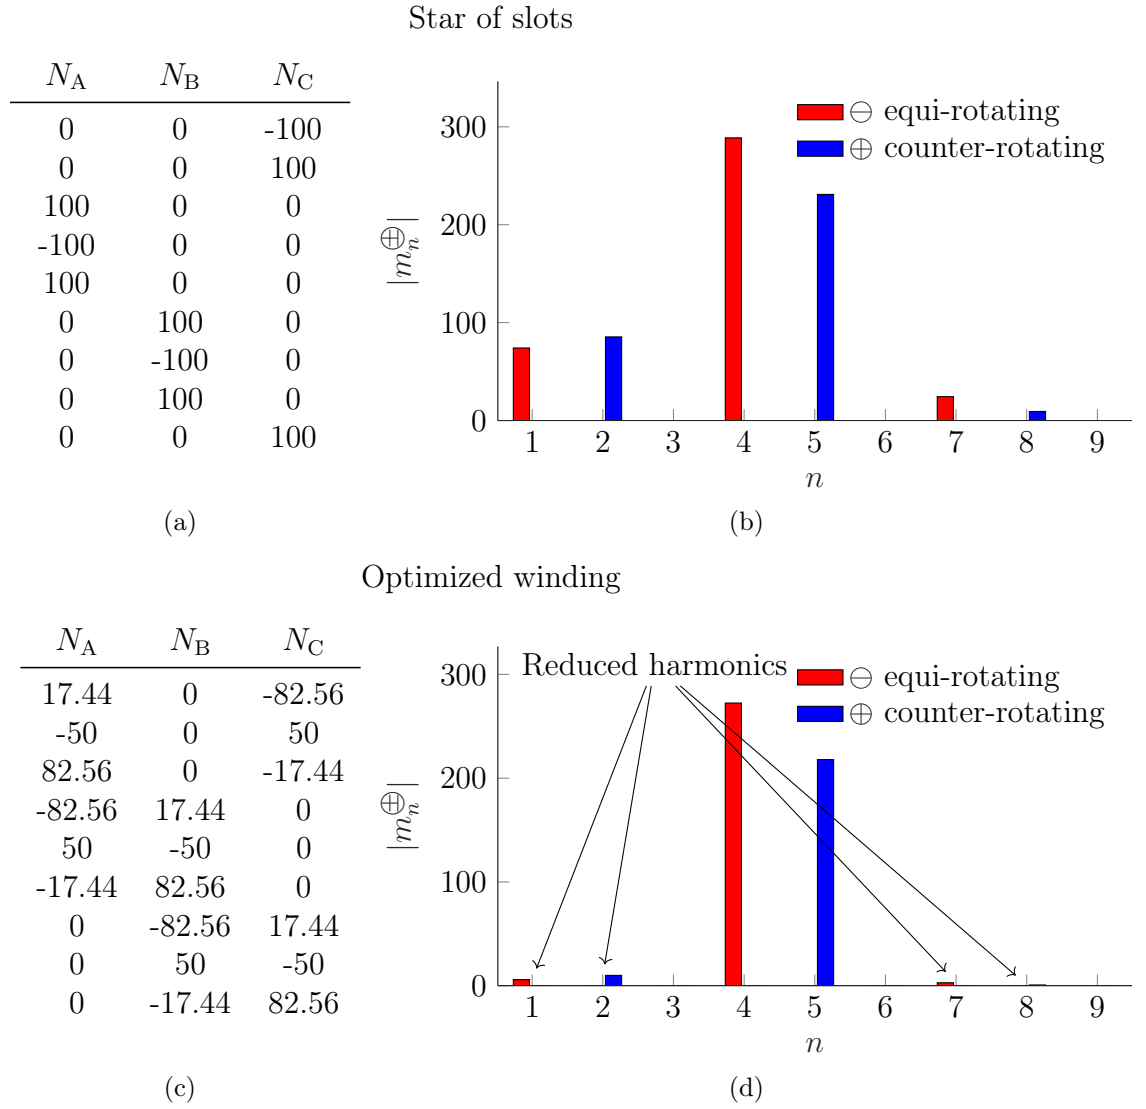 Star of slots
N_A N_B N_C
0 0 -100
0 0 100
100 0 0
-100 0 0
100 0 0
0 100 0
0 -100 0
0 100 0
0 0 100
(a)
|m_n^⊕|
300
200
100
0
1 2 3 4 5 6 7 8 9
n
⊖ equi-rotating
⊕ counter-rotating
(b)
Optimized winding
N_A N_B N_C
17.44 0 -82.56
-50 0 50
82.56 0 -17.44
-82.56 17.44 0
50 -50 0
-17.44 82.56 0
0 -82.56 17.44
0 50 -50
0 -17.44 82.56
(c)
|m_n^⊕|
300
200
100
0
1 2 3 4 5 6 7 8 9
n
Reduced harmonics
⊖ equi-rotating
⊕ counter-rotating
(d)